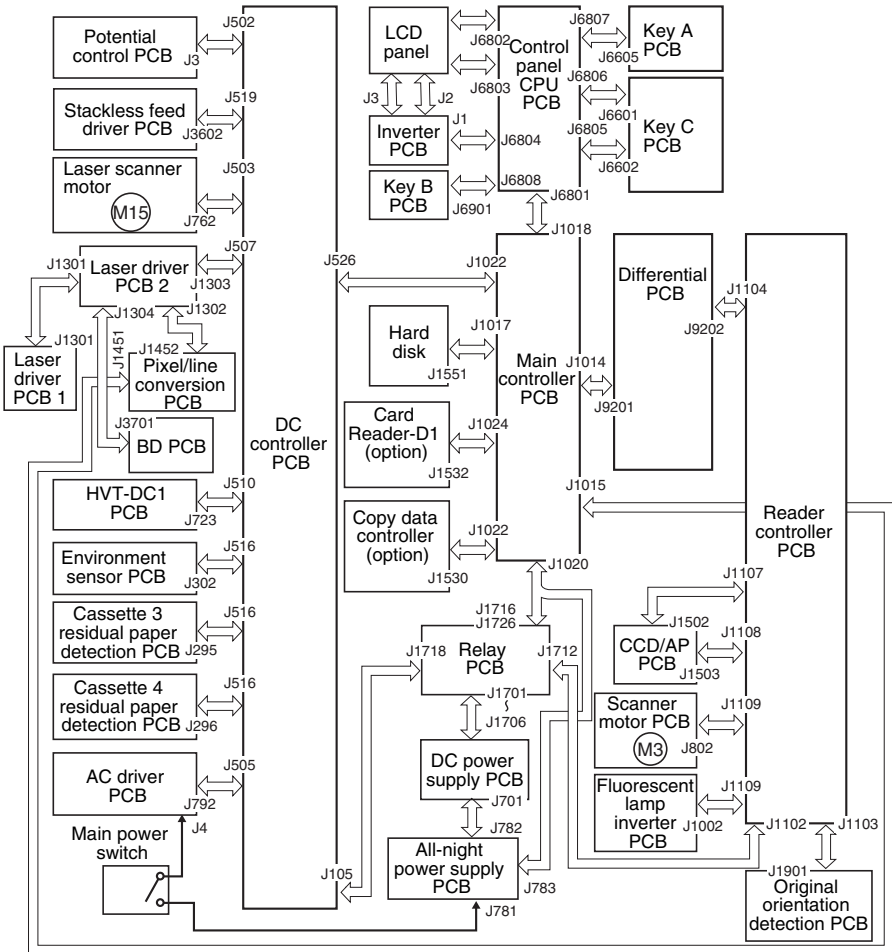 Potential
control PCB
J502
J3
Stackless feed
driver PCB
J519
J3602
Laser scanner
motor
M15
J503
J762
J1301
Laser driver
PCB 2
J507
J1303
J1304
J1302
J1301
J1451
J1452
Laser
driver
PCB 1
Pixel/line
conversion
PCB
J3701
BD PCB
HVT-DC1
PCB
J510
J723
Environment
sensor PCB
J516
J302
Cassette 3
residual paper
detection PCB
J516
J295
Cassette 4
residual paper
detection PCB
J516
J296
AC driver
PCB
J505
J792
J4
Main power
switch
DC
controller
PCB
J526
J105
LCD
panel
J6802
J6803
J3
J2
J1
Inverter
PCB
J6804
Key B
PCB
J6808
J6901
Control
panel
CPU
PCB
J6807
J6605
Key A
PCB
J6806
J6601
J6805
J6602
Key C
PCB
J6801
J1018
J1022
Hard
disk
J1017
J1551
Main
controller
PCB
J1014
J9201
Differential
PCB
J9202
J1104
Card
Reader-D1
(option)
J1024
J1532
J1015
Copy data
controller
(option)
J1022
J1530
J1020
J1716
J1726
J1718
Relay
PCB
J1712
J1701
~
J1706
DC power
supply PCB
J701
J782
All-night
power supply
PCB
J783
J781
Reader
controller
PCB
J1107
J1502
CCD/AP
PCB
J1108
J1503
Scanner
motor PCB
M3
J1109
J802
Fluorescent
lamp
inverter
PCB
J1109
J1002
J1102
J1103
J1901
Original
orientation
detection PCB